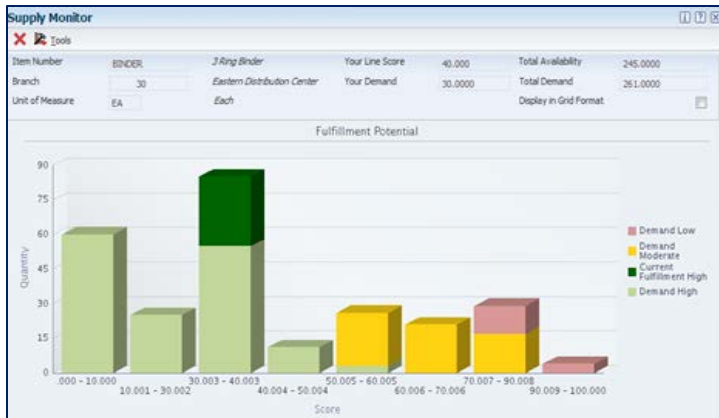 Supply Monitor
Tools
Item Number BINDER 3 Ring Binder Your Line Score 40.000 Total Availability 245.0000
Branch 30 Eastern Distribution Center Your Demand 30.0000 Total Demand 261.0000
Unit of Measure EA Each Display in Grid Format
Fulfillment Potential
90
75
60
45
30
15
0
Quantity
.000 - 10.000
10.001 - 30.002
30.003 - 40.003
40.004 - 50.004
50.005 - 60.005
60.006 - 70.006
70.007 - 90.008
90.009 - 100.000
Score
Demand Low
Demand
Moderate
Current
Fulfillment High
Demand High